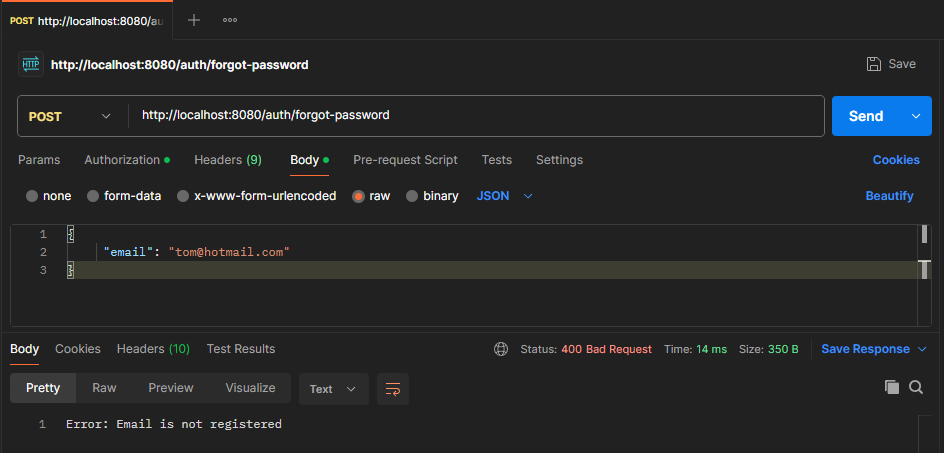 POST http://localhost:8080/au
HTTP http://localhost:8080/auth/forgot-password Save
POST http://localhost:8080/auth/forgot-password Send
Params Authorization Headers (9) Body Pre-request Script Tests Settings Cookies
none form-data x-www-form-urlencoded raw binary JSON Beautify
1 {
2 "email": "tom@hotmail.com"
3 }
Body Cookies Headers (10) Test Results Status: 400 Bad Request Time: 14 ms Size: 350 B Save Response
Pretty Raw Preview Visualize Text
1 Error: Email is not registered